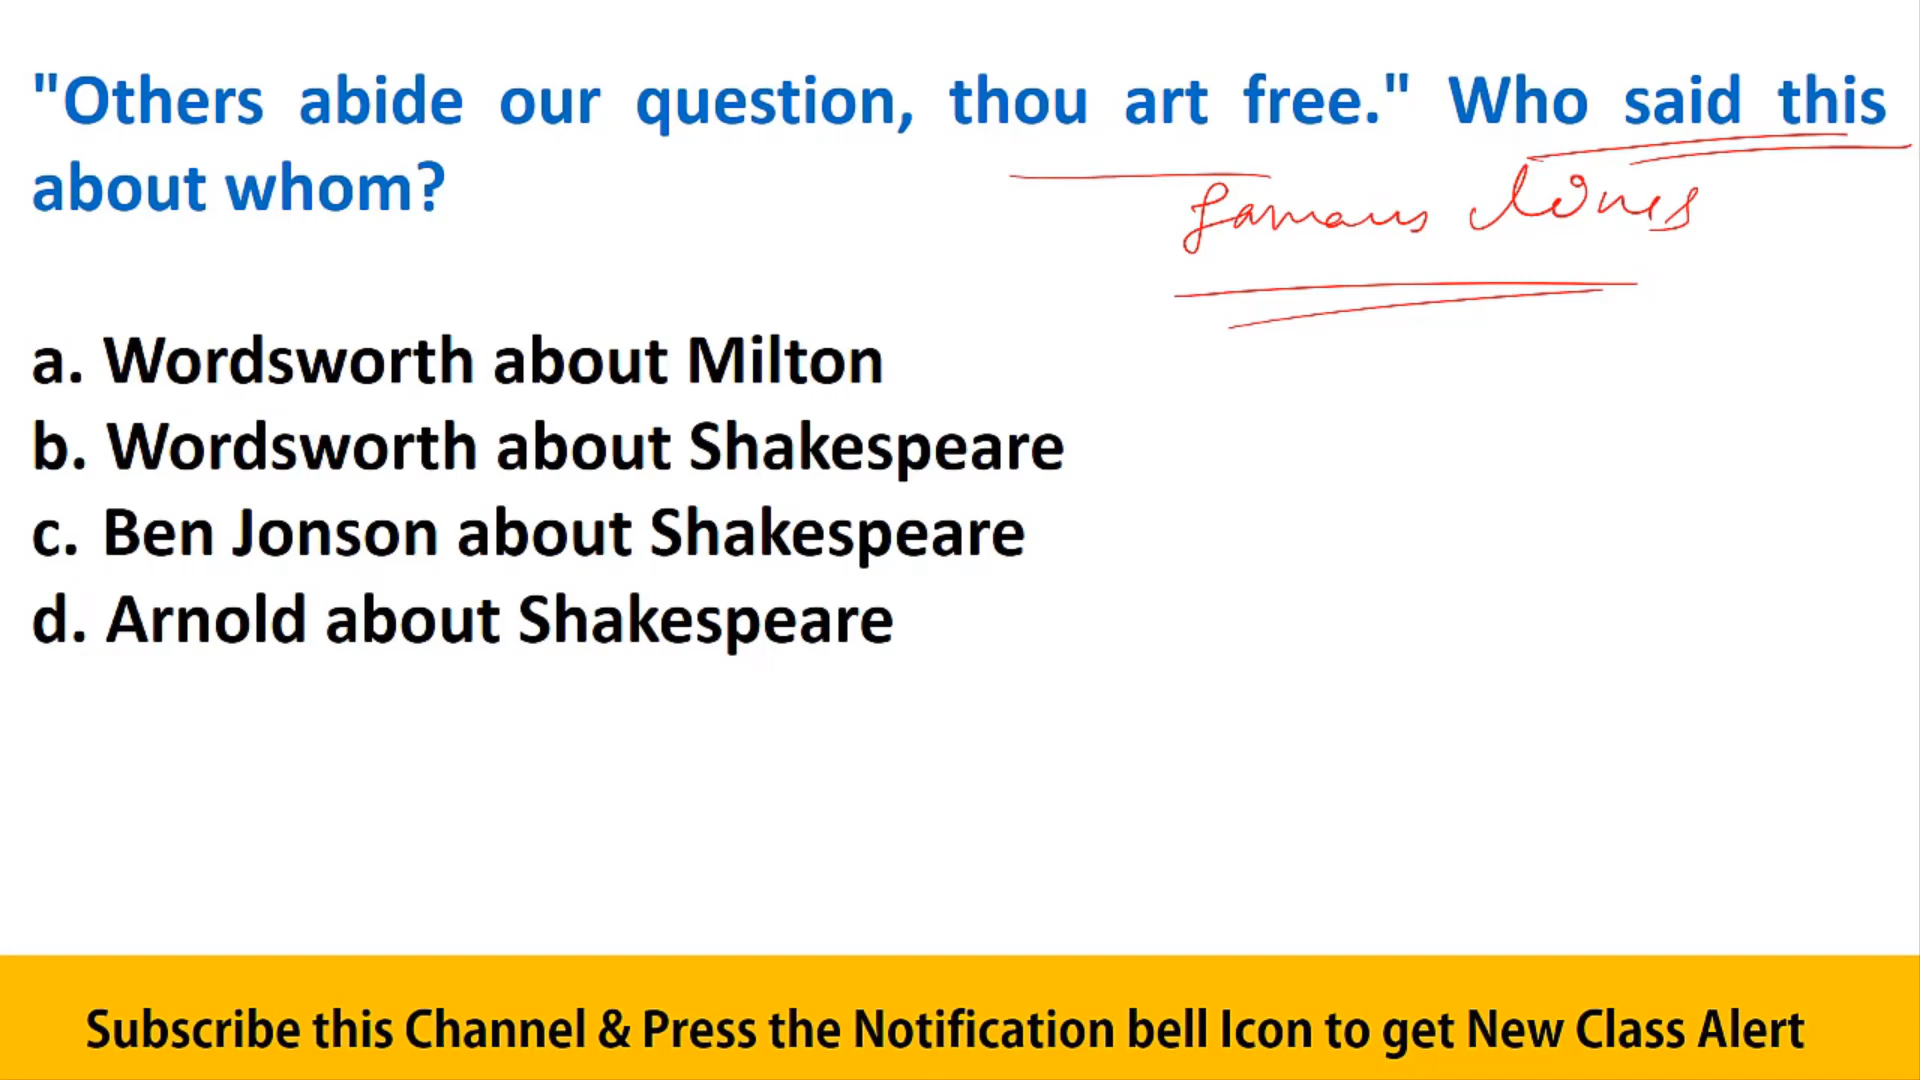 "Others abide our question, thou art free." Who said this
about whom?
famous lines
a. Wordsworth about Milton
b. Wordsworth about Shakespeare
c. Ben Jonson about Shakespeare
d. Arnold about Shakespeare
Subscribe this Channel & Press the Notification bell Icon to get New Class Alert